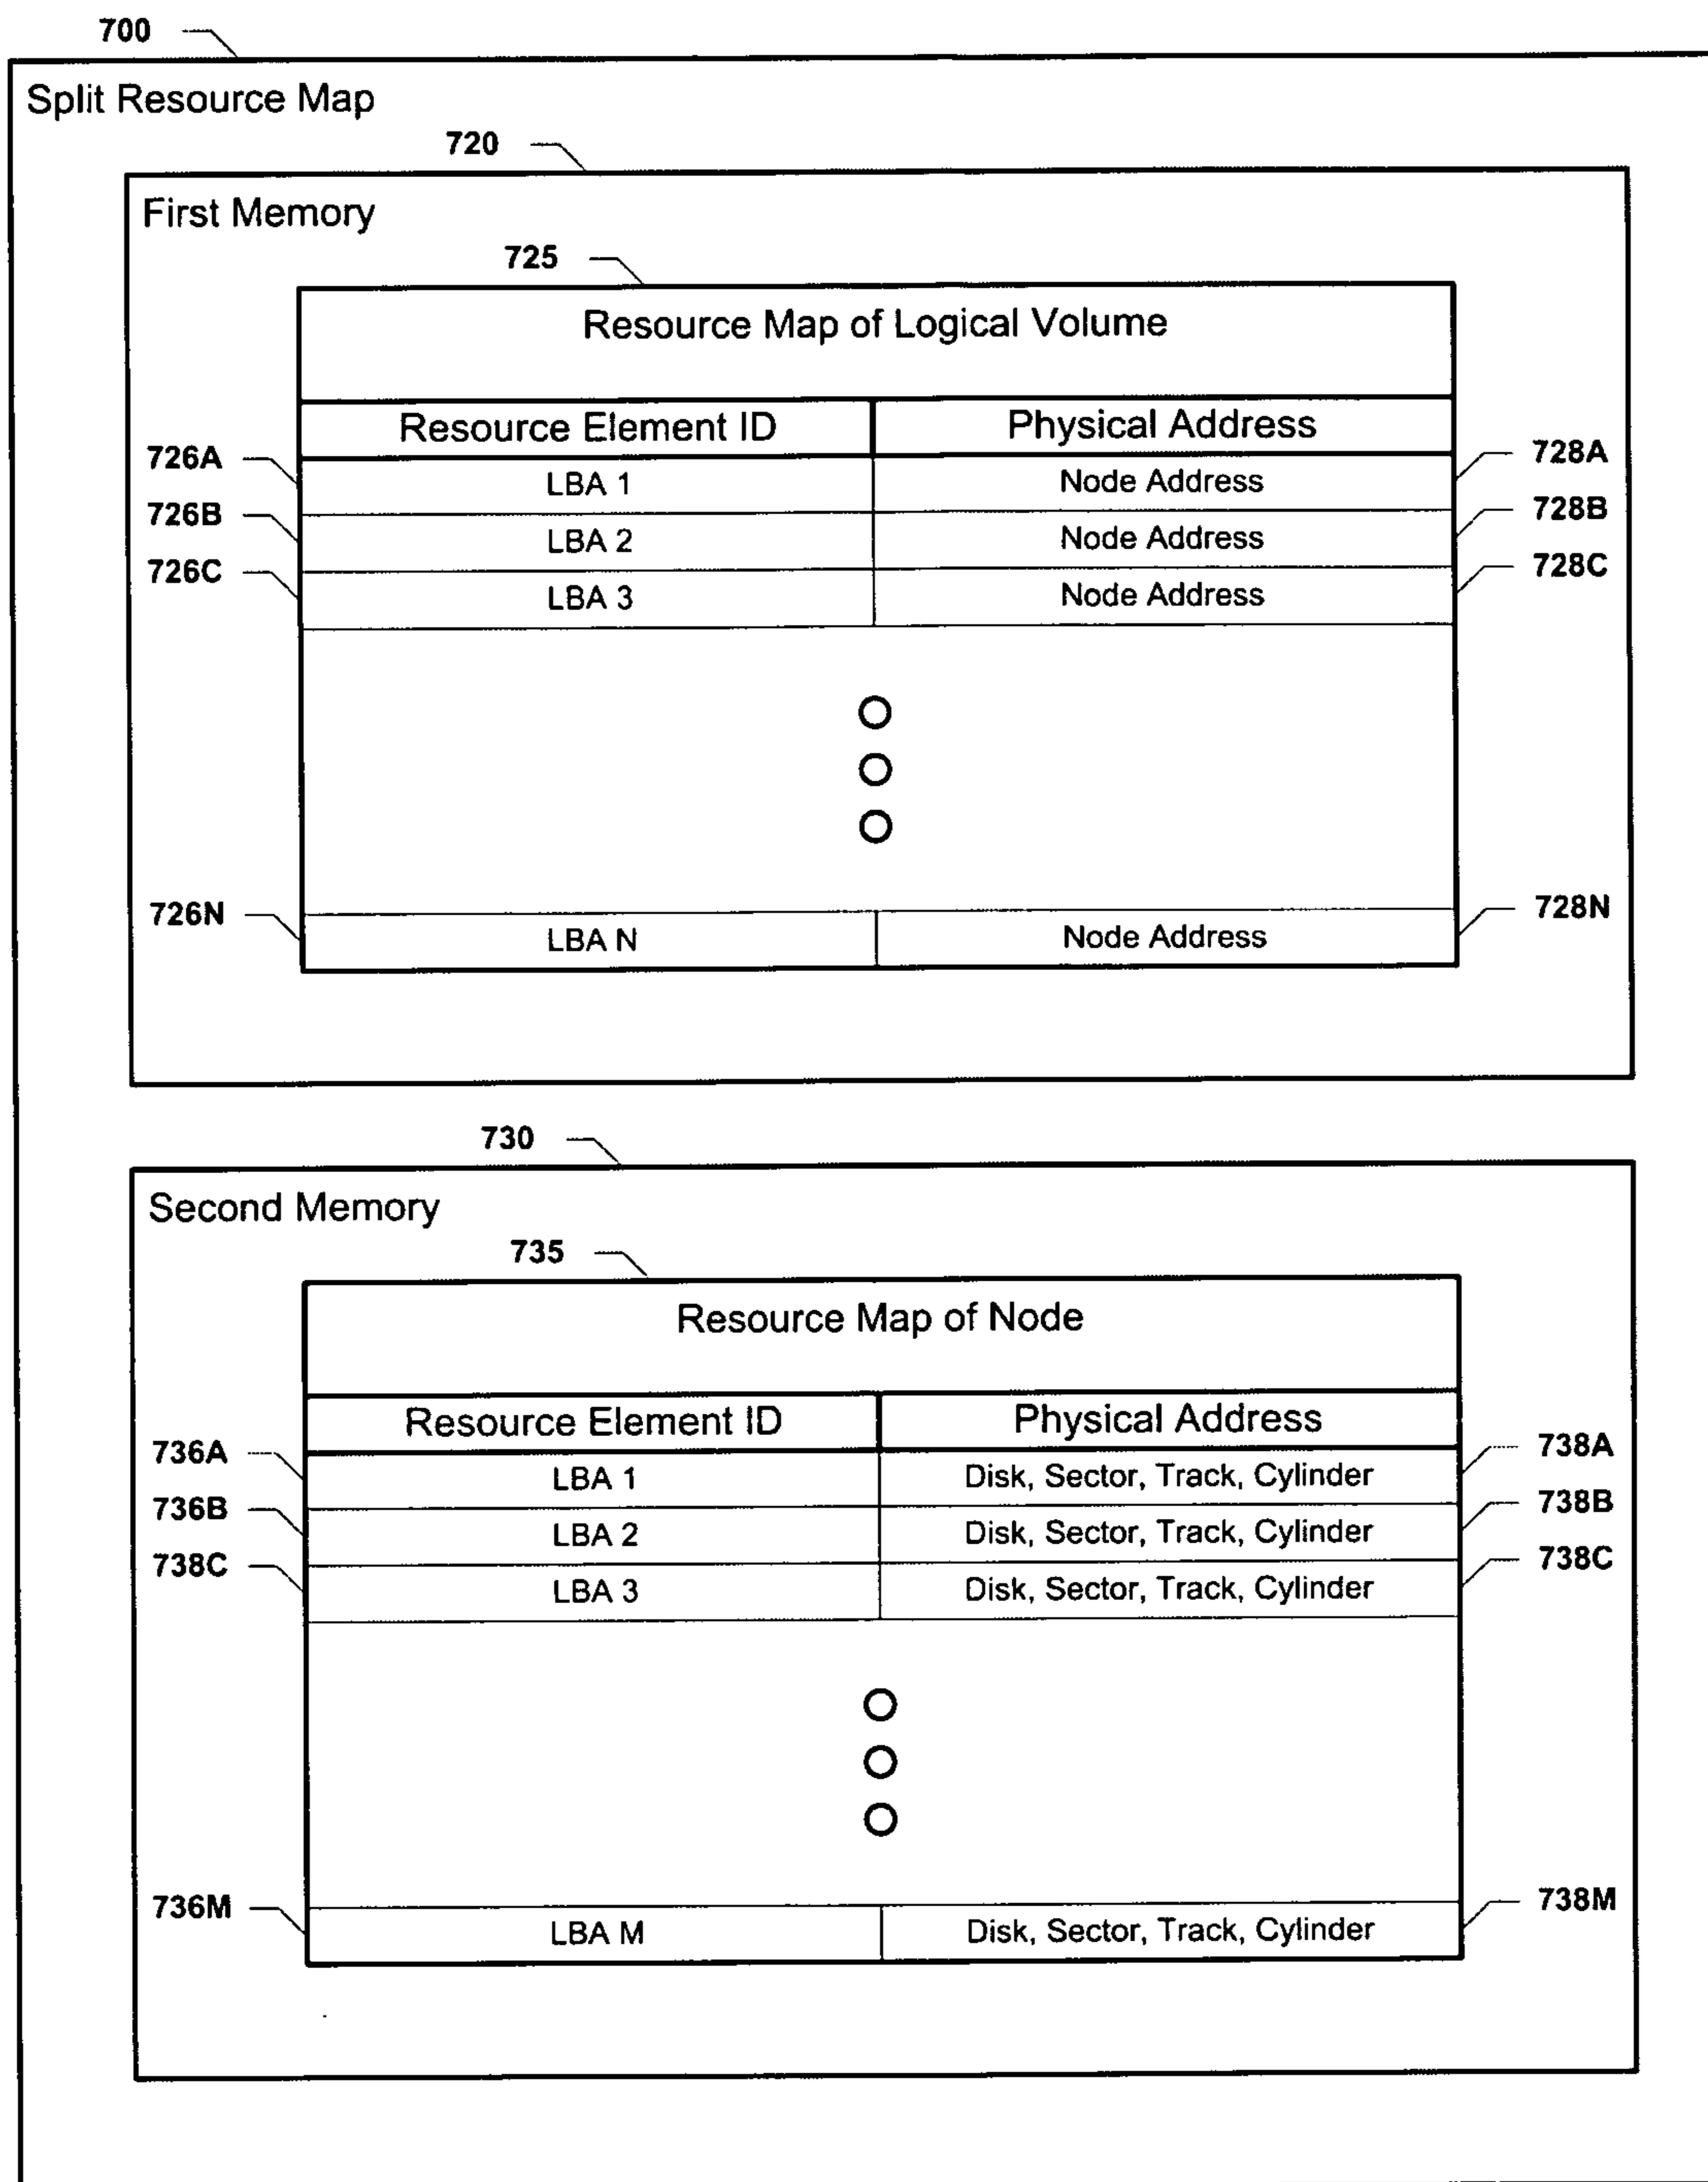 700
Split Resource Map
720
First Memory
725
Resource Map of Logical Volume
Resource Element ID Physical Address
726A LBA 1 Node Address 728A
726B LBA 2 Node Address 728B
726C LBA 3 Node Address 728C
726N LBA N Node Address 728N
730
Second Memory
735
Resource Map of Node
Resource Element ID Physical Address
736A LBA 1 Disk, Sector, Track, Cylinder 738A
736B LBA 2 Disk, Sector, Track, Cylinder 738B
738C LBA 3 Disk, Sector, Track, Cylinder 738C
736M LBA M Disk, Sector, Track, Cylinder 738M